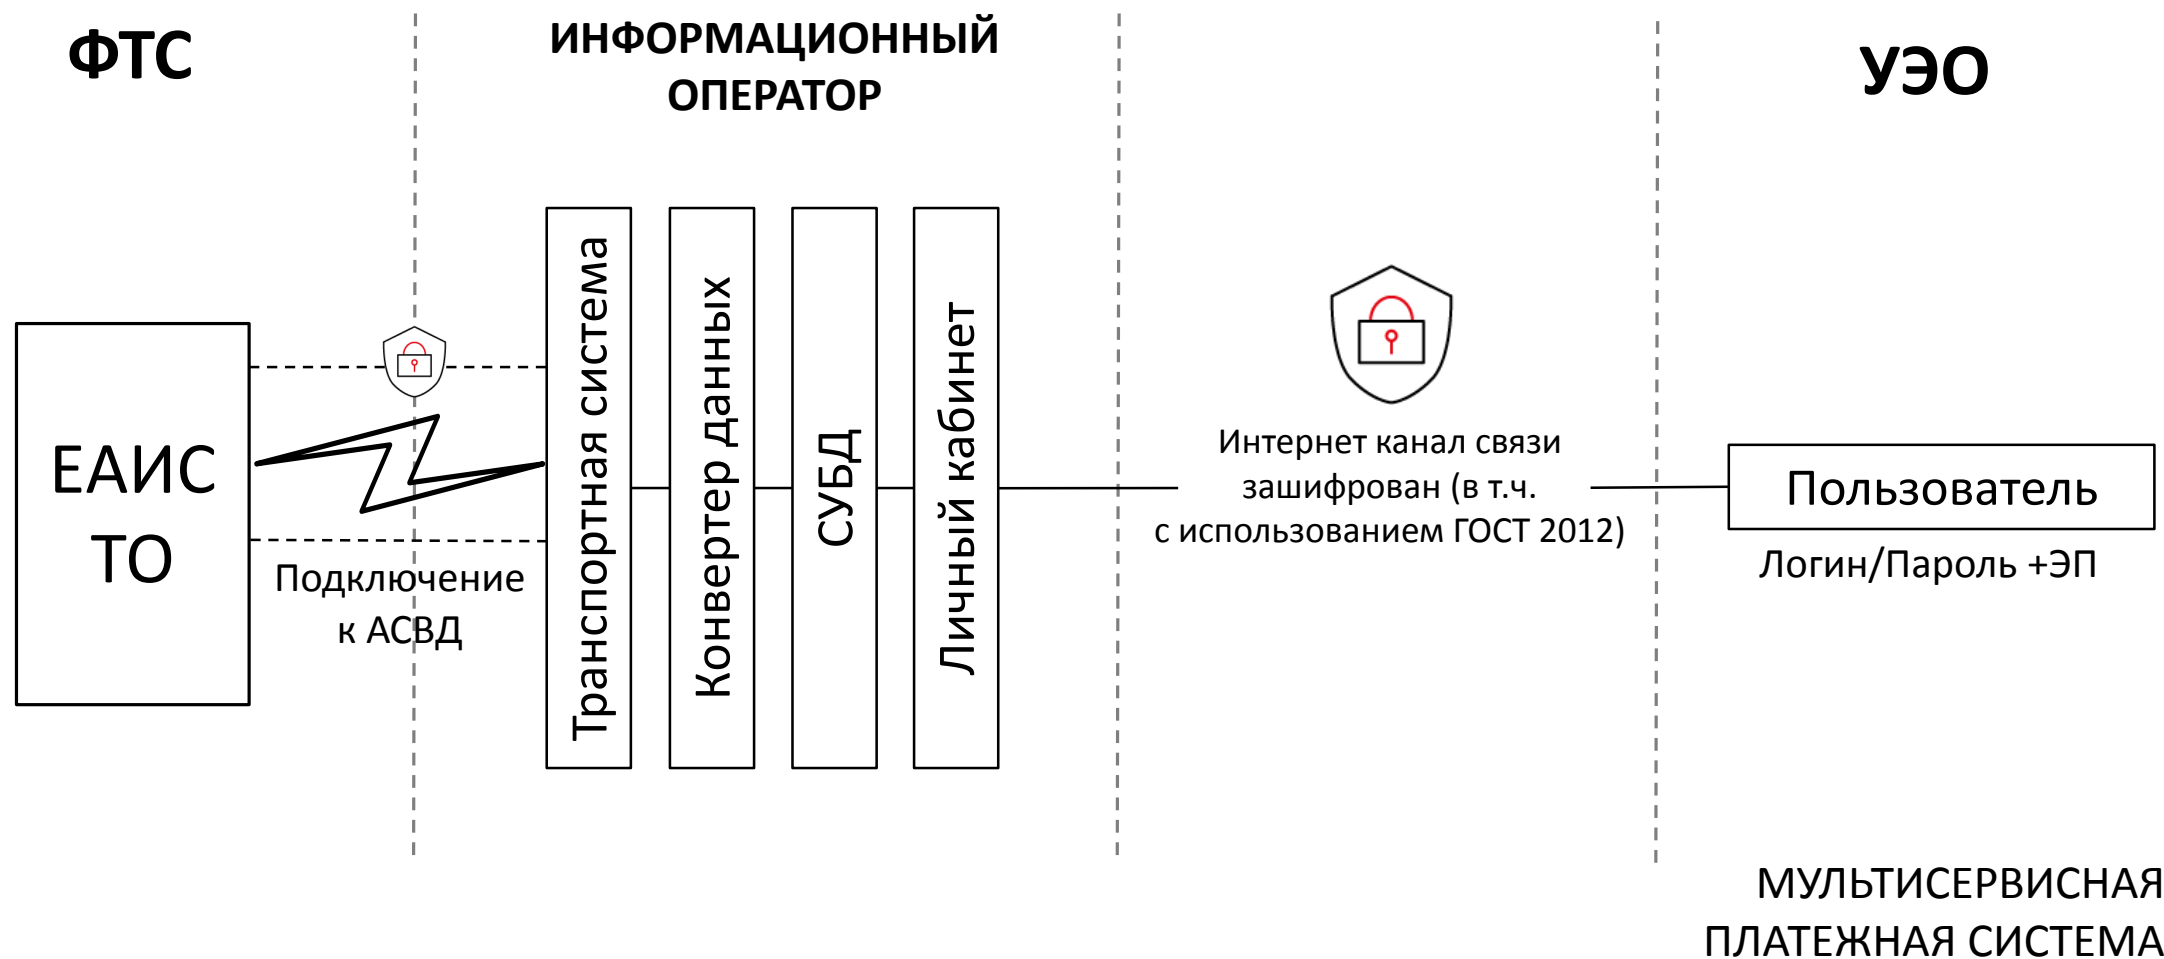 ФТС
ИНФОРМАЦИОННЫЙ
ОПЕРАТОР
УЭО
ЕАИС
ТО
Подключение
к АСВД
Транспортная система
Конвертер данных
СУБД
Личный кабинет
Интернет канал связи
зашифрован (в т.ч.
с использованием ГОСТ 2012)
Пользователь
Логин/Пароль +ЭП
МУЛЬТИСЕРВИСНАЯ
ПЛАТЕЖНАЯ СИСТЕМА